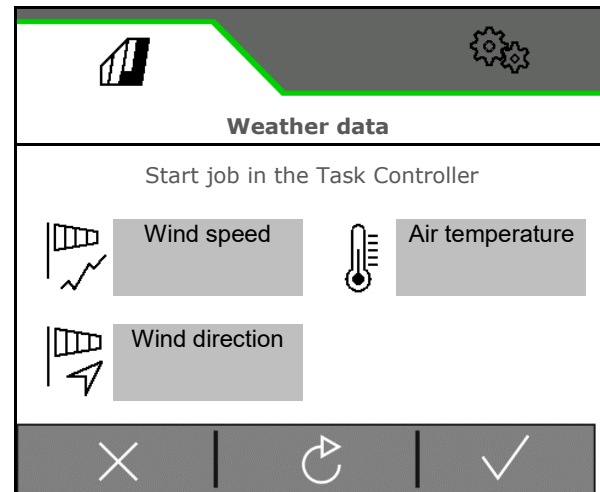 Weather data
Start job in the Task Controller
Wind speed
Air temperature
Wind direction